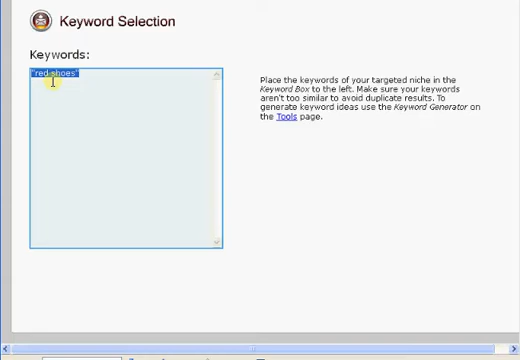 Keyword Selection
Keywords:
"red shoes"
Place the keywords of your targeted niche in the
Keyword Box to the left. Make sure your keywords
aren't too similar to avoid duplicate results. To
generate keyword ideas use the Keyword Generator on
the Tools page.